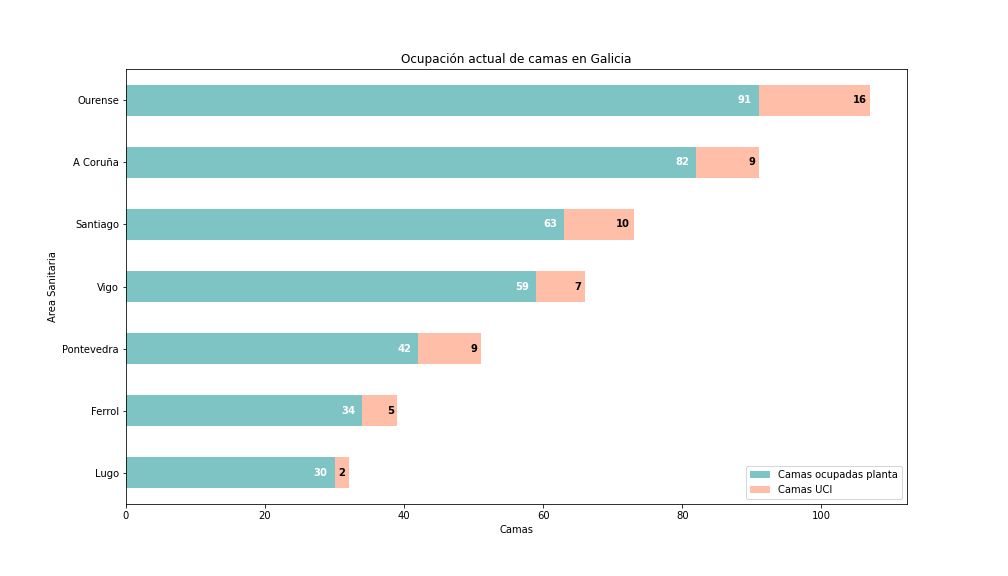 Ocupación actual de camas en Galicia
Area Sanitaria
Ourense 91 16
A Coruña 82 9
Santiago 63 10
Vigo 59 7
Pontevedra 42 9
Ferrol 34 5
Lugo 30 2
Camas ocupadas planta
Camas UCI
0 20 40 60 80 100
Camas